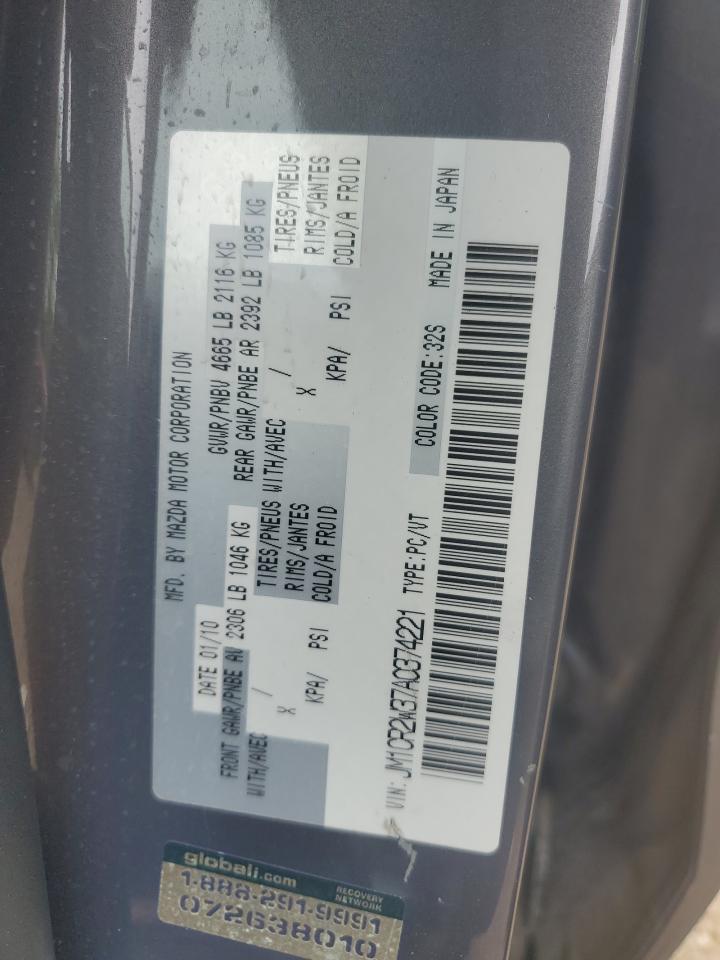 MFD. BY MAZDA MOTOR CORPORATION
DATE 01/10
GVWR/PNBV 4665 LB 2116 KG
FRONT GAWR/PNBE AV 2306 LB 1046 KG
REAR GAWR/PNBE AR 2392 LB 1085 KG
WITH/AVEC
/
X
KPA/ PSI
TIRES/PNEUS
RIMS/JANTES
COLD/A FROID
WITH/AVEC
/
X
KPA/ PSI
TIRES/PNEUS
RIMS/JANTES
COLD/A FROID
VIN: JM1CR2W37A0374221 TYPE:PC/VT
COLOR CODE:32S MADE IN JAPAN
globali.com
RECOVERY NETWORK
1-888-291-9991
072638010